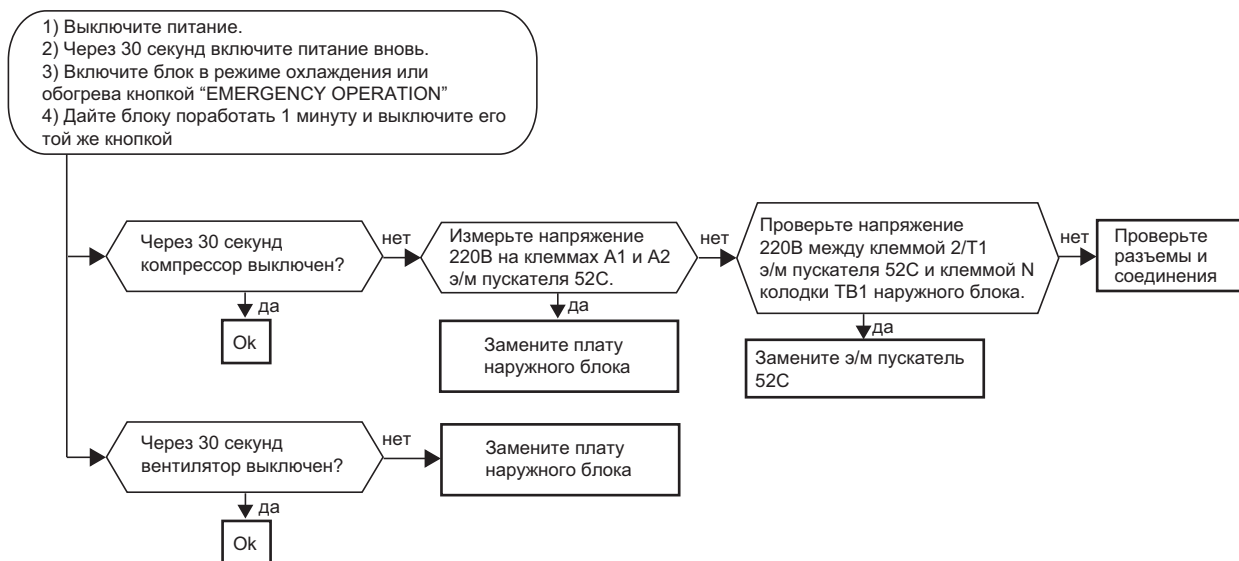 1) Выключите питание.
2) Через 30 секунд включите питание вновь.
3) Включите блок в режиме охлаждения или
обогрева кнопкой “EMERGENCY OPERATION”
4) Дайте блоку поработать 1 минуту и выключите его
той же кнопкой
Через 30 секунд
компрессор выключен?
нет
да
Ok
Измерьте напряжение
220В на клеммах А1 и А2
э/м пускателя 52С.
нет
да
Замените плату
наружного блока
Проверьте напряжение
220В между клеммой 2/Т1
э/м пускателя 52С и клеммой N
колодки ТВ1 наружного блока.
нет
да
Замените э/м пускатель
52С
Проверьте
разъемы и
соединения
Через 30 секунд
вентилятор выключен?
нет
да
Ok
Замените плату
наружного блока